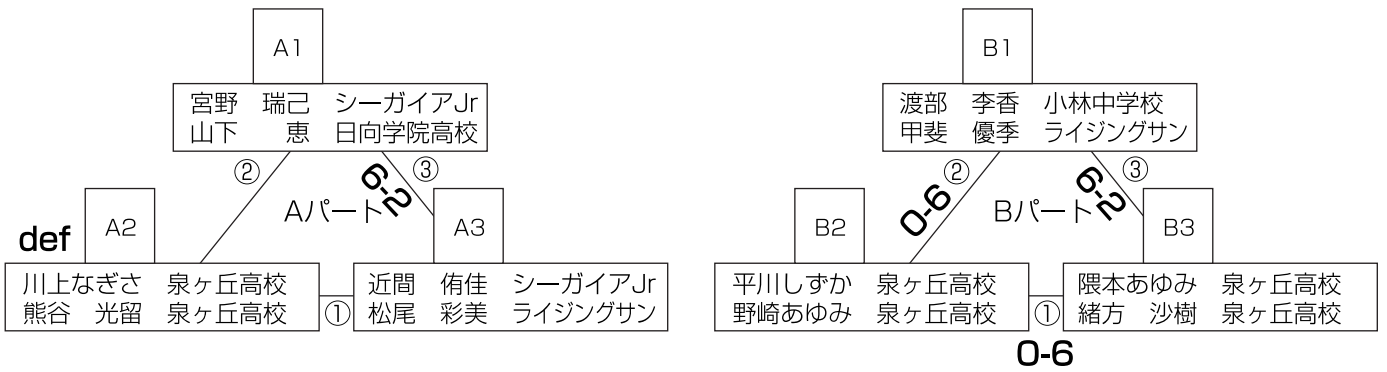 A1
宮野 瑞己 シーガイアJr
山下 恵 日向学院高校
②
③
6-2
Aパート
def
A2
A3
川上なぎさ 泉ヶ丘高校
熊谷 光留 泉ヶ丘高校
①
近間 侑佳 シーガイアJr
松尾 彩美 ライジングサン
B1
渡部 李香 小林中学校
甲斐 優季 ライジングサン
②
③
0-6
6-2
Bパート
B2
B3
平川しずか 泉ヶ丘高校
野崎あゆみ 泉ヶ丘高校
①
隈本あゆみ 泉ヶ丘高校
緒方 沙樹 泉ヶ丘高校
0-6